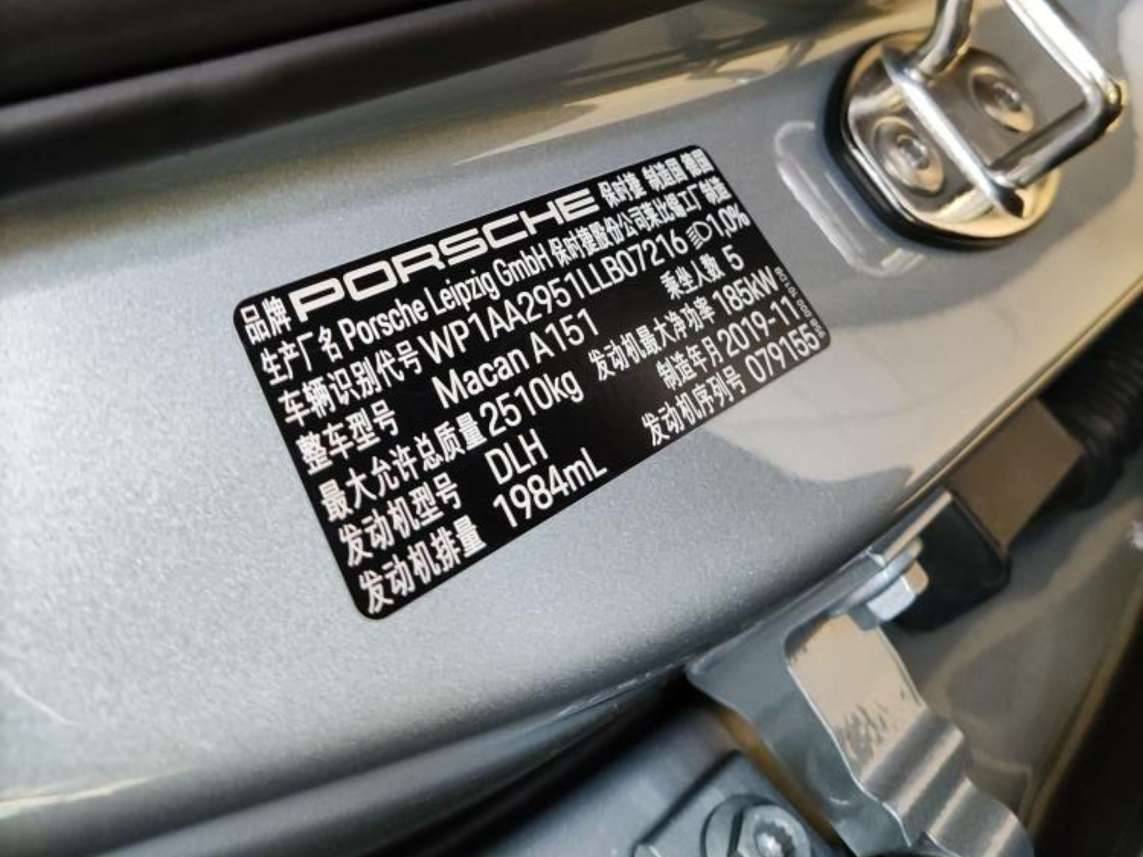 品牌 PORSCHE 保时捷 制造国 德国
生产厂名 Porsche Leipzig GmbH 保时捷股份公司莱比锡工厂制造
车辆识别代号 WP1AA2951LLB07216 1,0%
整车型号 Macan A151 乘坐人数 5
最大允许总质量 2510kg 发动机最大净功率 185kW
发动机型号 DLH 制造年月 2019-11
发动机排量 1984mL 发动机序列号 079155